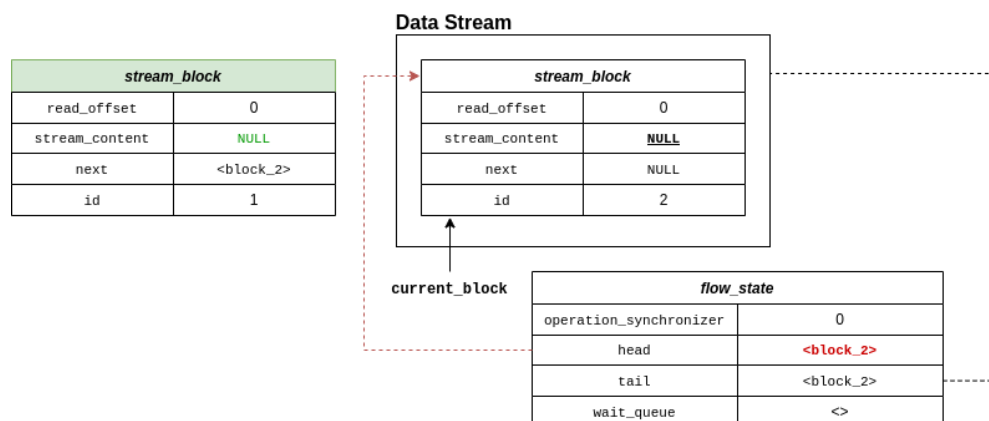 Data Stream
stream_block
read_offset 0
stream_content NULL
next <block_2>
id 1
stream_block
read_offset 0
stream_content NULL
next NULL
id 2
current_block
flow_state
operation_synchronizer 0
head <block_2>
tail <block_2>
wait_queue <>